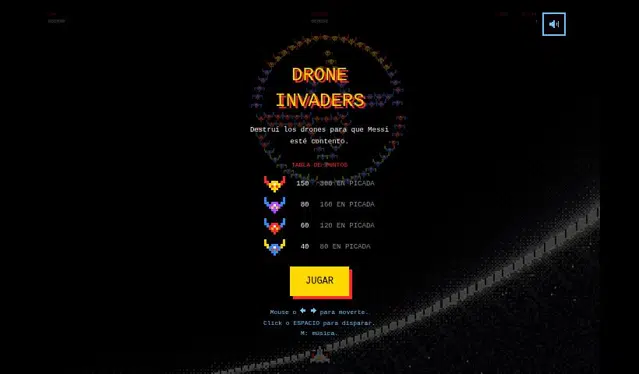 DRONE
INVADERS
Destruí los drones para que Messi
esté contento.
TABLA DE PUNTOS
150 300 EN PICADA
80 160 EN PICADA
60 120 EN PICADA
40 80 EN PICADA
JUGAR
Mouse o para moverte.
Click o ESPACIO para disparar.
M: música.